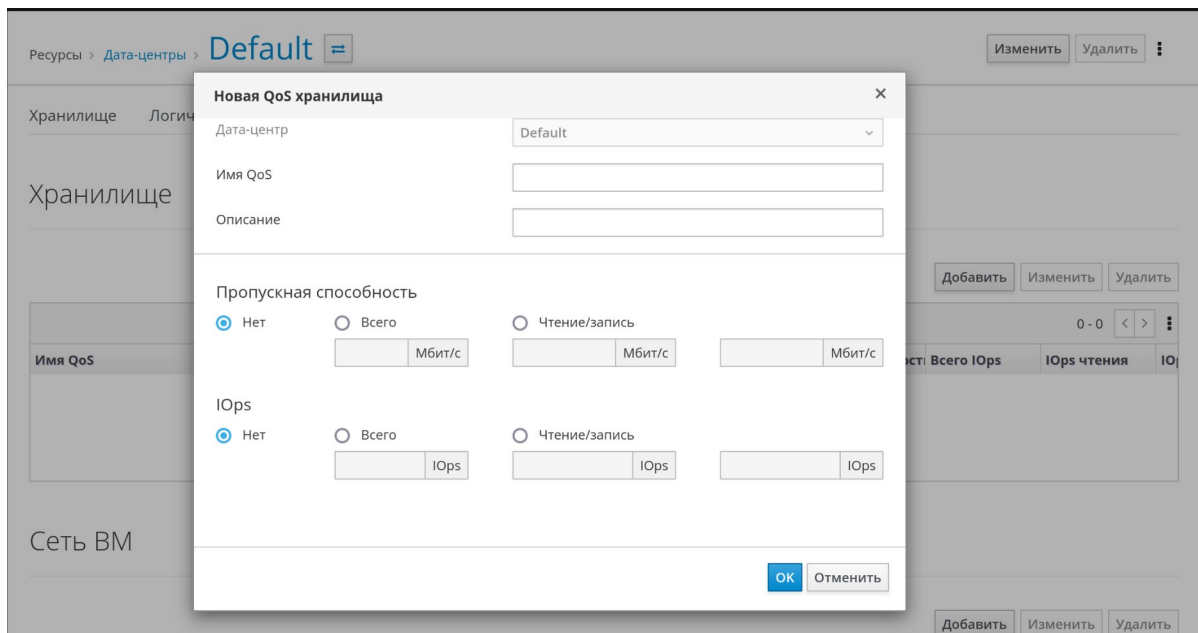 Ресурсы > Дата-центры > Default
Изменить Удалить
Новая QoS хранилища
Хранилище
Дата-центр Default
Имя QoS
Хранилище
Описание
Добавить Изменить Удалить
Пропускная способность
Нет Всего Чтение/запись
0 - 0
Мбит/с Мбит/с Мбит/с
Имя QoS Всего IOps IOps чтения
IOps
Нет Всего Чтение/запись
IOps IOps IOps
Сеть ВМ
OK Отменить
Добавить Изменить Удалить